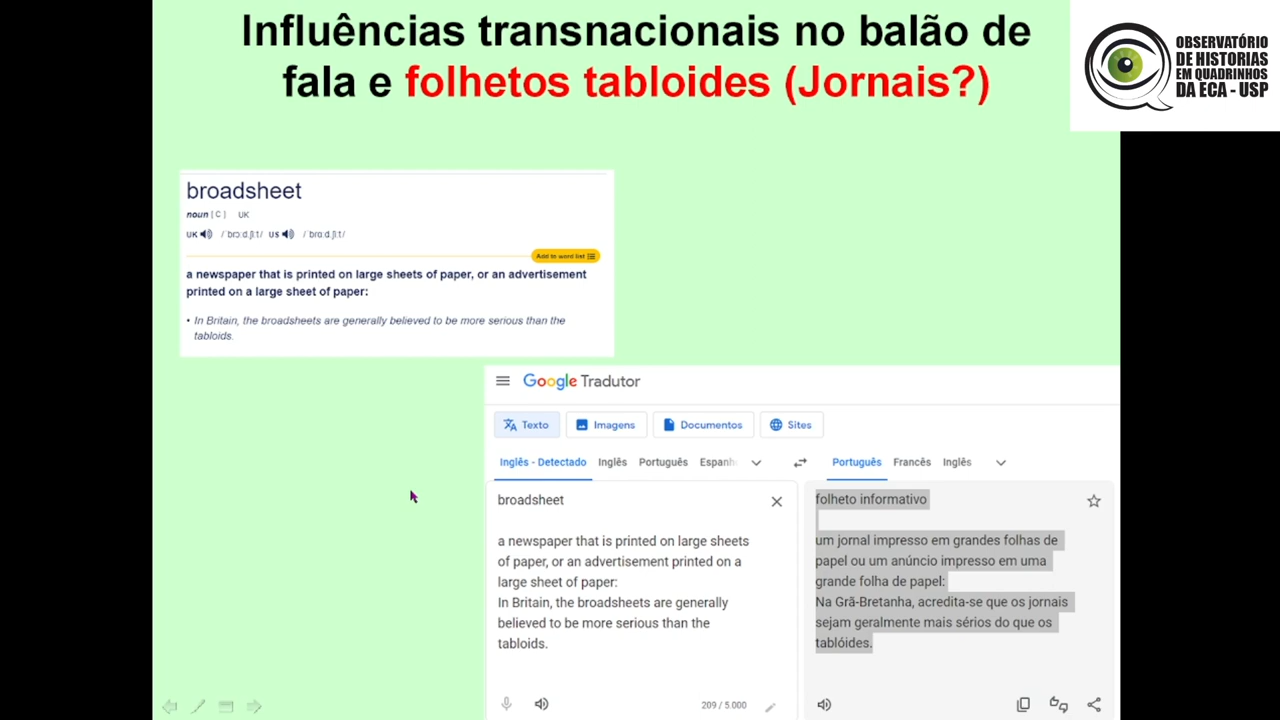 Influências transnacionais no balão de
fala e folhetos tabloides (Jornais?)
OBSERVATÓRIO
DE HISTORIAS
EM QUADRINHOS
DA ECA - USP
broadsheet
noun [ C ] UK
UK /ˈbrɔːd.ʃiːt/ US /ˈbrɑːd.ʃiːt/
Add to word list
a newspaper that is printed on large sheets of paper, or an advertisement
printed on a large sheet of paper:
• In Britain, the broadsheets are generally believed to be more serious than the
tabloids.
Google Tradutor
Texto Imagens Documentos Sites
Inglês - Detectado Inglês Português Espanh Português Francês Inglês
broadsheet
a newspaper that is printed on large sheets
of paper, or an advertisement printed on a
large sheet of paper:
In Britain, the broadsheets are generally
believed to be more serious than the
tabloids.
209 / 5.000
folheto informativo
um jornal impresso em grandes folhas de
papel ou um anúncio impresso em uma
grande folha de papel:
Na Grã-Bretanha, acredita-se que os jornais
sejam geralmente mais sérios do que os
tablóides.